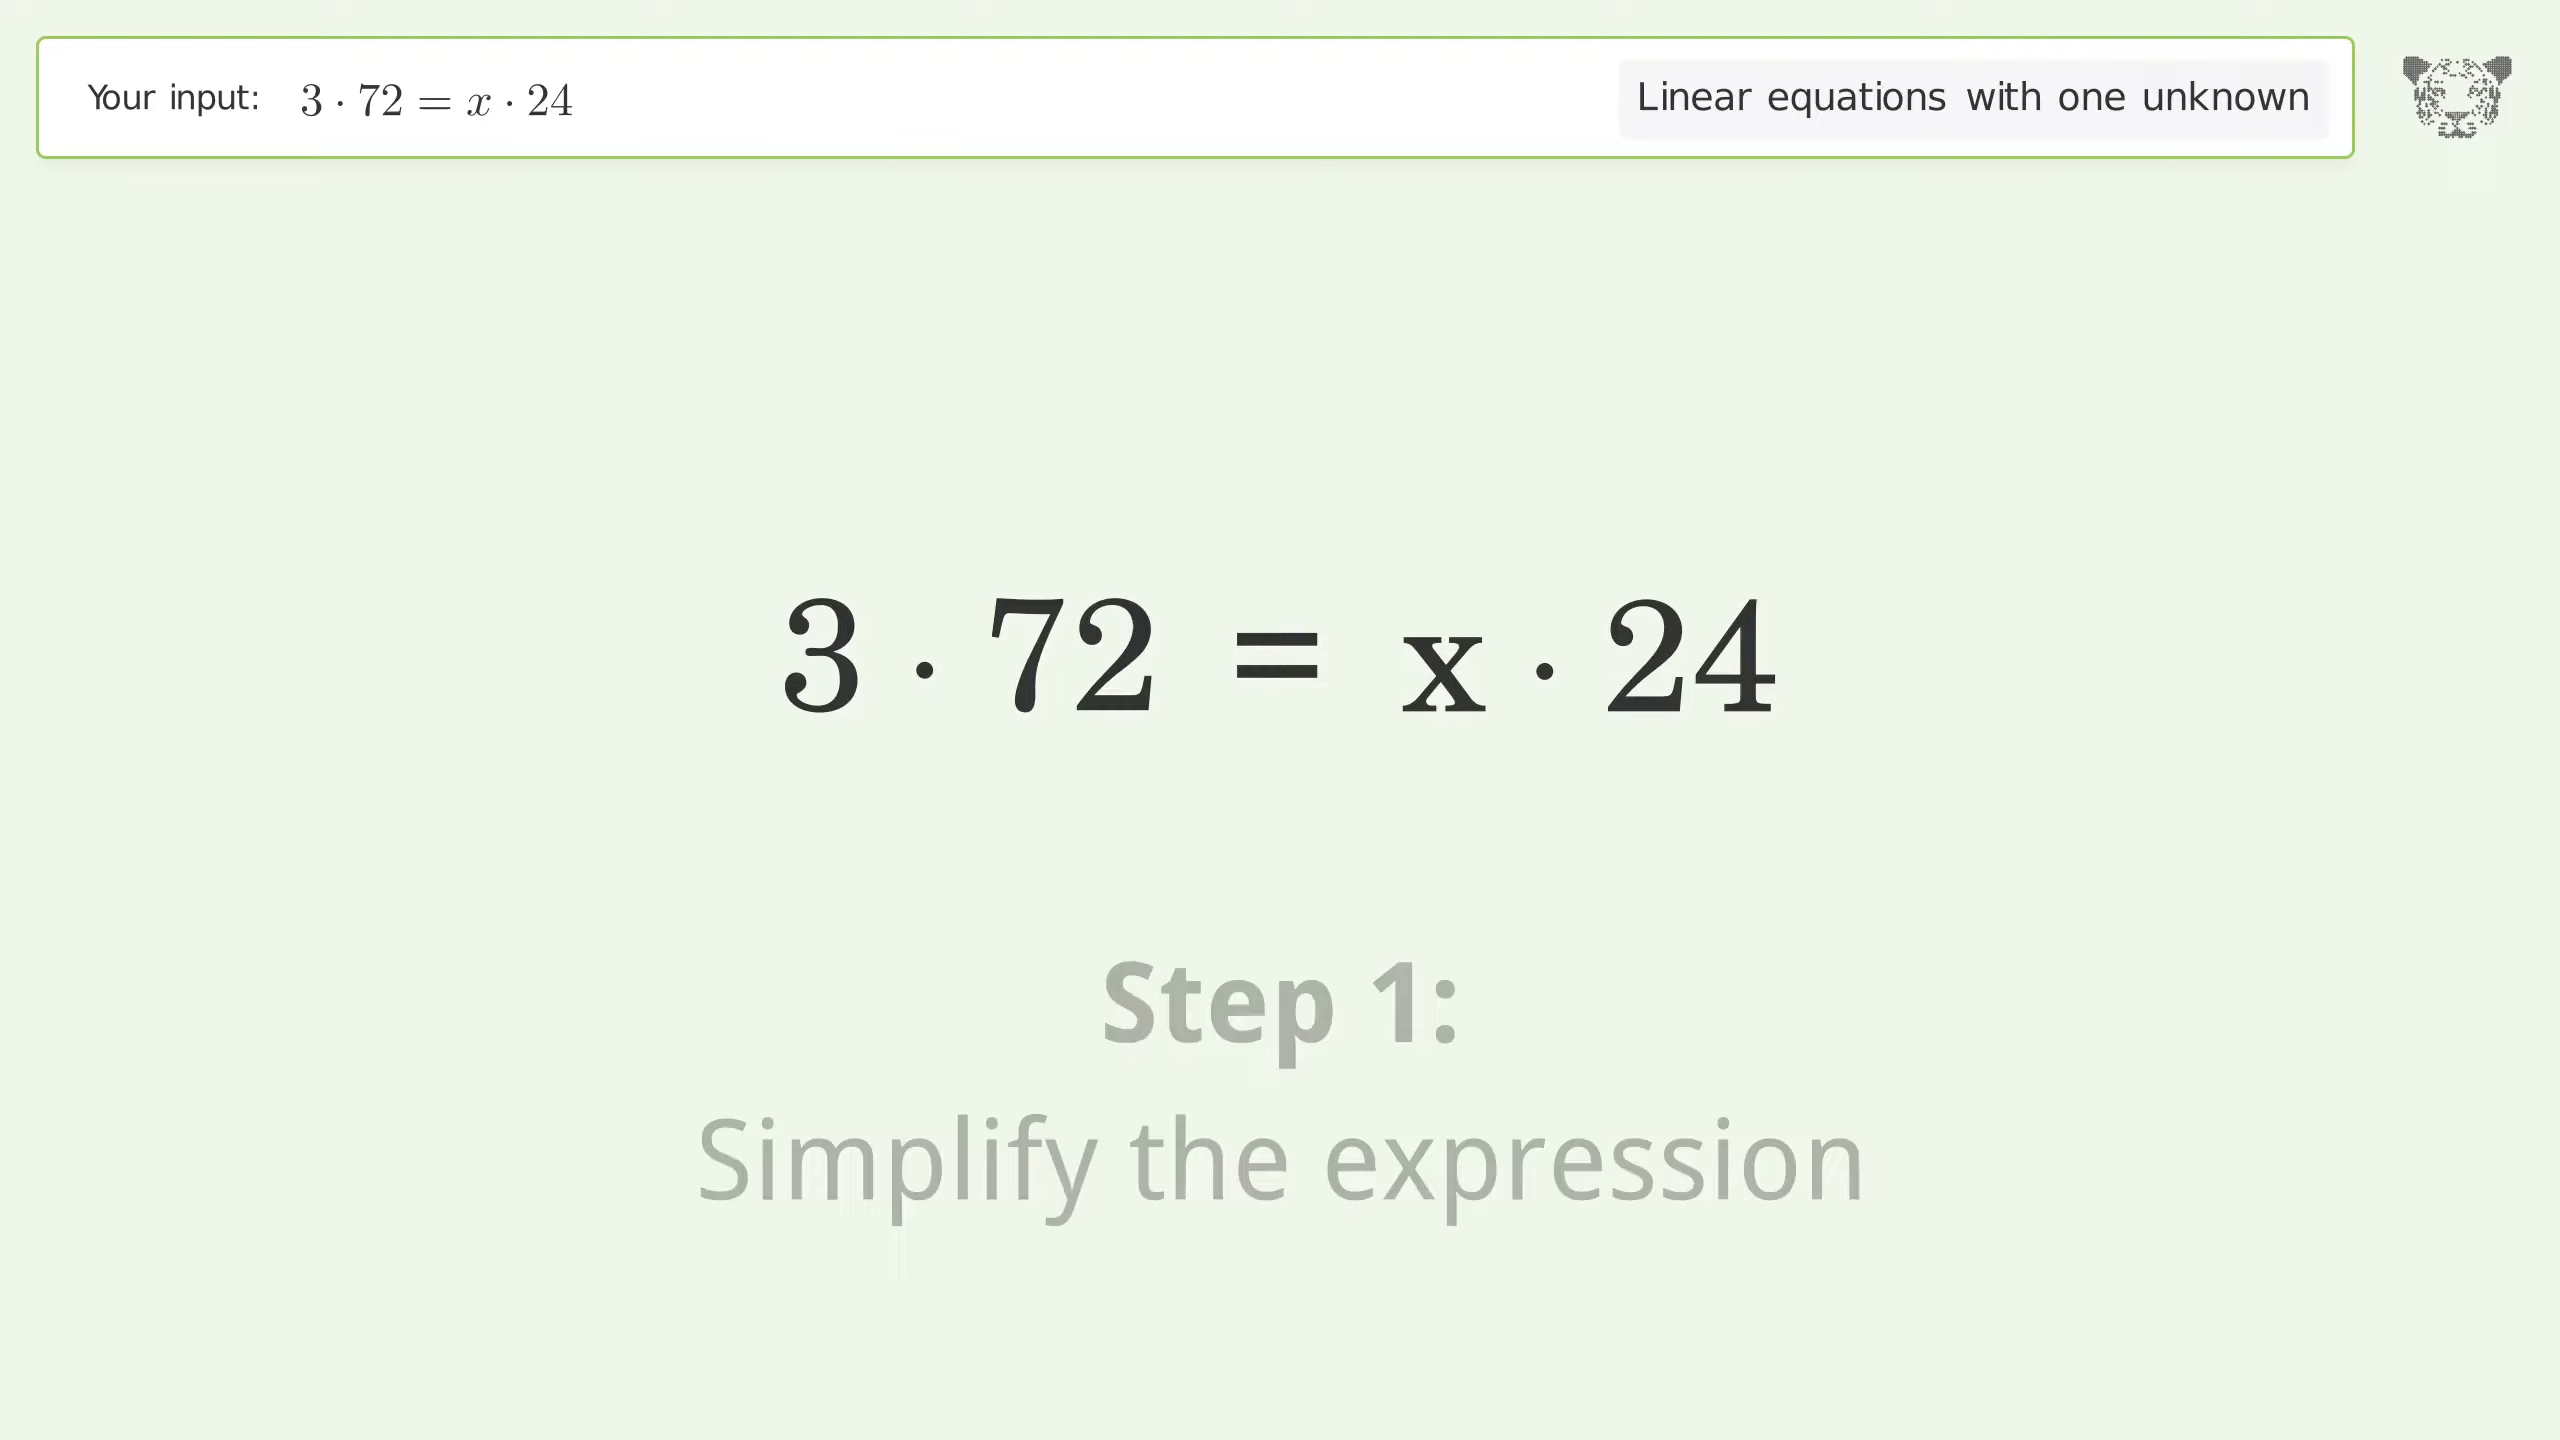 Your input: 3 · 72 = x · 24
Linear equations with one unknown
3 · 72 = x · 24
Step 1:
Simplify the expression